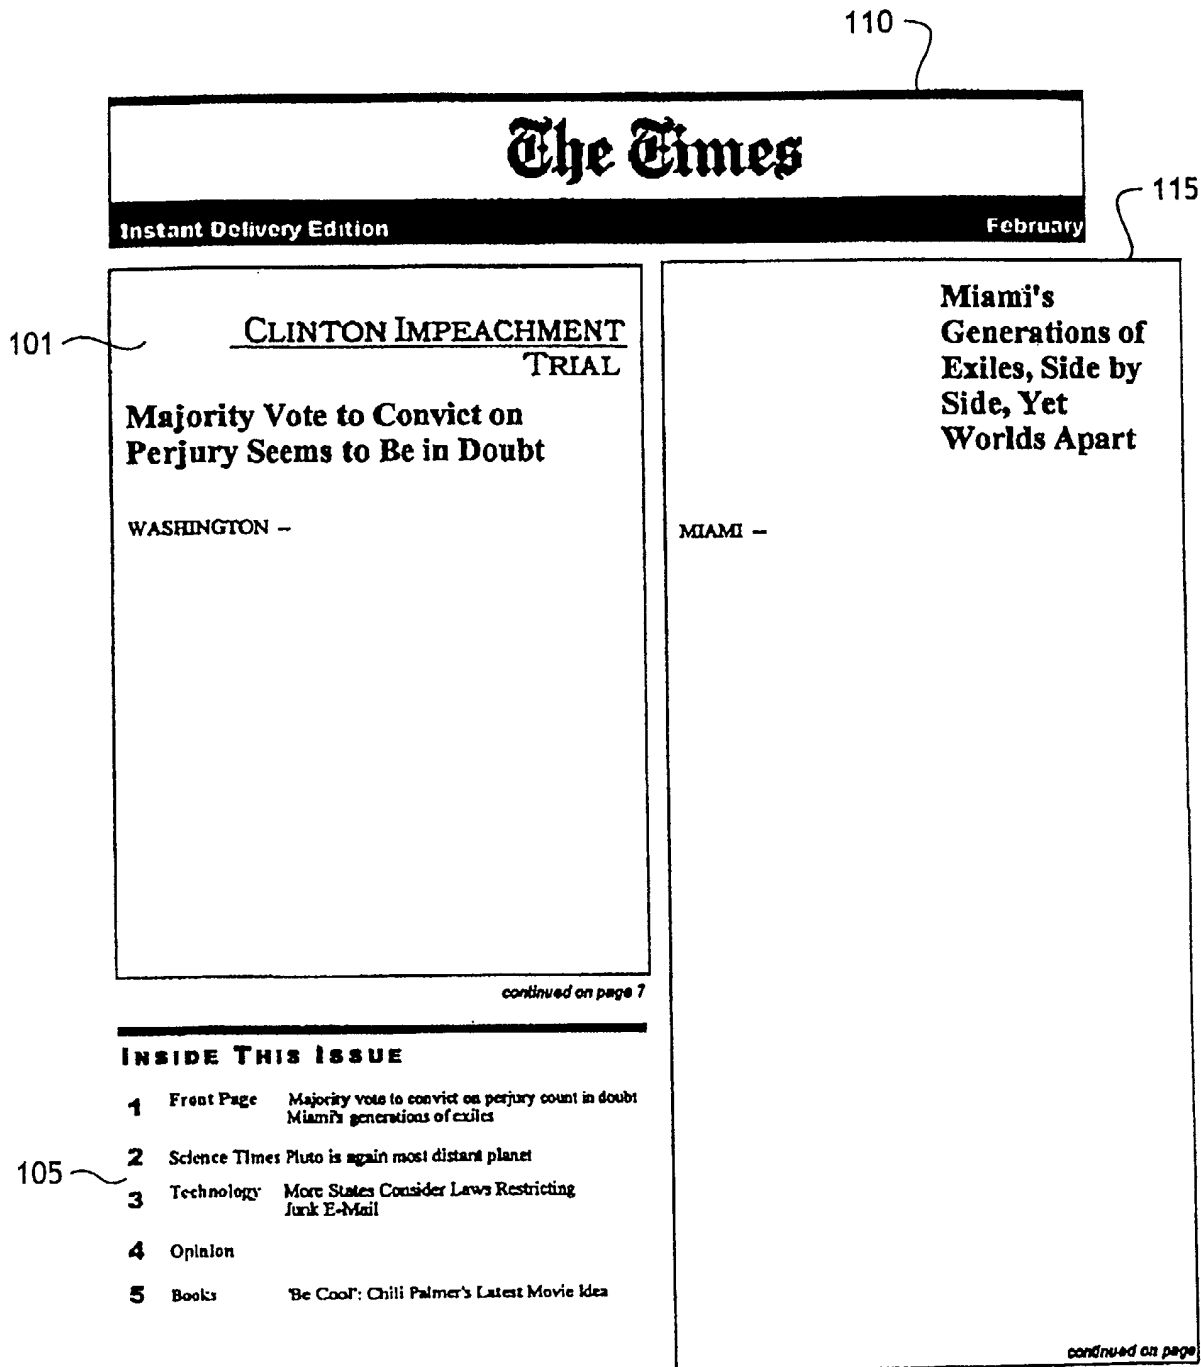 110
The Times
115
Instant Delivery Edition February
101
CLINTON IMPEACHMENT
TRIAL
Majority Vote to Convict on
Perjury Seems to Be in Doubt
WASHINGTON –
continued on page 7
Miami's
Generations of
Exiles, Side by
Side, Yet
Worlds Apart
MIAMI –
continued on page
INSIDE THIS ISSUE
1 Front Page Majority vote to convict on perjury count in doubt
Miami's generations of exiles
2 Science Times Pluto is again most distant planet
105
3 Technology More States Consider Laws Restricting
Junk E-Mail
4 Opinion
5 Books 'Be Cool': Chili Palmer's Latest Movie Idea